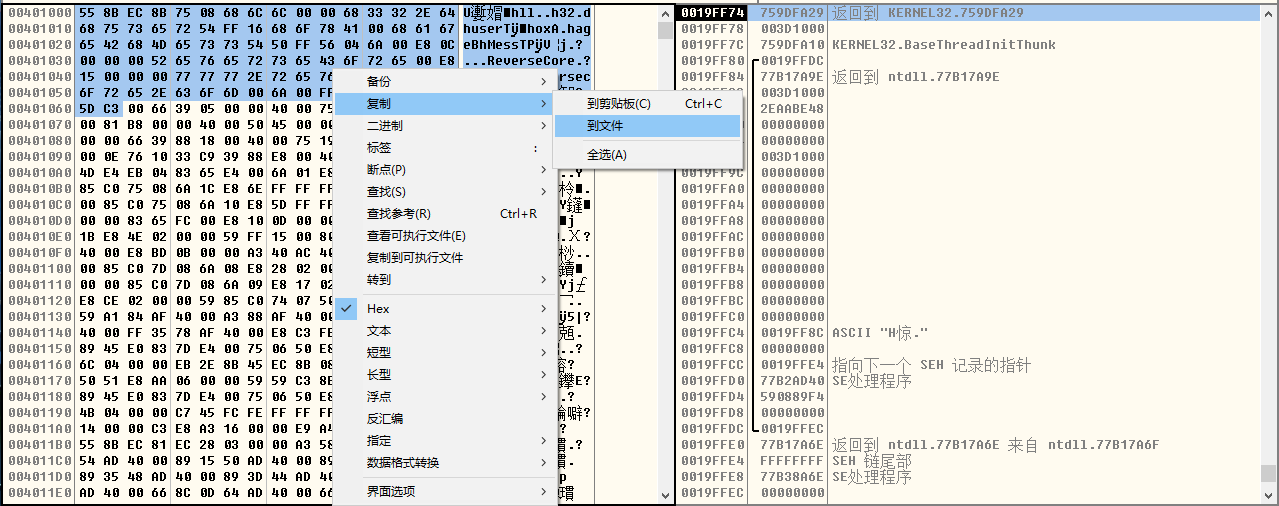 00401000 55 8B EC 8B 75 08 68 6C 6C 00 00 68 33 32 2E 64
00401010 68 75 73 65 72 54 FF 16 68 6F 78 41 00 68 61 67 huserTÿ■hoxA.hag
00401020 65 42 68 4D 65 73 73 54 50 FF 56 04 6A 00 E8 0C
00401030 00 00 00 52 65 76 65 72 73 65 43 6F 72 65 00 E8 ...ReverseCore.
00401040 15 00 00 00 77 77 77 2E 72 65 76
00401050 6F 72 65 2E 63 6F 6D 00 6A 00 FF
00401060 5D C3 00 66 39 05 00 00 40 00 75
00401070 00 81 B8 00 00 40 00 50 45 00 00
00401080 00 00 66 39 88 18 00 40 00 75 19
00401090 00 0E 76 10 33 C9 39 88 E8 00 40
004010A0 4D E4 EB 04 83 65 E4 00 6A 01 E8
004010B0 85 C0 75 08 6A 1C E8 6E FF FF FF
004010C0 00 85 C0 75 08 6A 10 E8 5D FF FF
004010D0 00 00 83 65 FC 00 E8 10 0D 00 00
004010E0 1B E8 4E 02 00 00 59 FF 15 00 80
004010F0 40 00 E8 BD 0B 00 00 A3 40 AC 40
00401100 00 85 C0 7D 08 6A 08 E8 28 02 00
00401110 00 00 85 C0 7D 08 6A 09 E8 17 02
00401120 E8 CE 02 00 00 59 85 C0 74 07 50
00401130 59 A1 84 AF 40 00 A3 88 AF 40 00
00401140 40 00 FF 35 78 AF 40 00 E8 C3 FE
00401150 89 45 E0 83 7D E4 00 75 06 50 E8
00401160 6C 04 00 00 EB 2E 8B 45 EC 8B 08
00401170 50 51 E8 AA 06 00 00 59 59 C3 8B
00401180 89 45 E0 83 7D E4 00 75 06 50 E8
00401190 4B 04 00 00 C7 45 FC FE FF FF FF
004011A0 14 00 00 C3 E8 A3 16 00 00 E9 A4
004011B0 55 8B EC 81 EC 28 03 00 00 A3 58
004011C0 54 AD 40 00 89 15 50 AD 40 00 89
004011D0 89 35 48 AD 40 00 89 3D 44 AD 40
004011E0 AD 40 00 66 8C 0D 64 AD 40 00 66
备份
复制
二进制
标签 :
断点(P)
查找(S)
查找参考(R) Ctrl+R
查看可执行文件(E)
复制到可执行文件
转到
Hex
文本
短型
长型
浮点
反汇编
指定
数据格式转换
界面选项
到剪贴板(C) Ctrl+C
到文件
全选(A)
0019FF74 759DFA29 返回到 KERNEL32.759DFA29
0019FF78 003D1000
0019FF7C 759DFA10 KERNEL32.BaseThreadInitThunk
0019FF80 0019FFDC
0019FF84 77B17A9E 返回到 ntdll.77B17A9E
003D1000
2EAABE48
00000000
00000000
003D1000
0019FF9C 00000000
0019FFA0 00000000
0019FFA4 00000000
0019FFA8 00000000
0019FFAC 00000000
0019FFB0 00000000
0019FFB4 00000000
0019FFB8 00000000
0019FFBC 00000000
0019FFC0 00000000
0019FFC4 0019FF8C ASCII "H惊."
0019FFC8 00000000
0019FFCC 0019FFE4 指向下一个 SEH 记录的指针
0019FFD0 77B2AD40 SE处理程序
0019FFD4 590889F4
0019FFD8 00000000
0019FFDC 0019FFEC
0019FFE0 77B17A6E 返回到 ntdll.77B17A6E 来自 ntdll.77B17A6F
0019FFE4 FFFFFFFF SEH 链尾部
0019FFE8 77B38A6E SE处理程序
0019FFEC 00000000